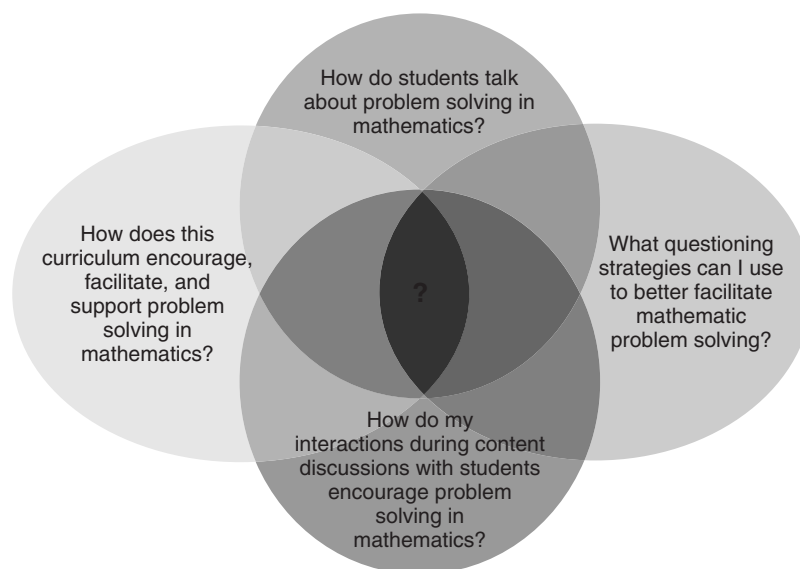 How do students talk
about problem solving in
mathematics?
How does this
curriculum encourage,
facilitate, and
support problem
solving in
mathematics?
?
What questioning
strategies can I use
to better facilitate
mathematic
problem solving?
How do my
interactions during content
discussions with students
encourage problem
solving in
mathematics?